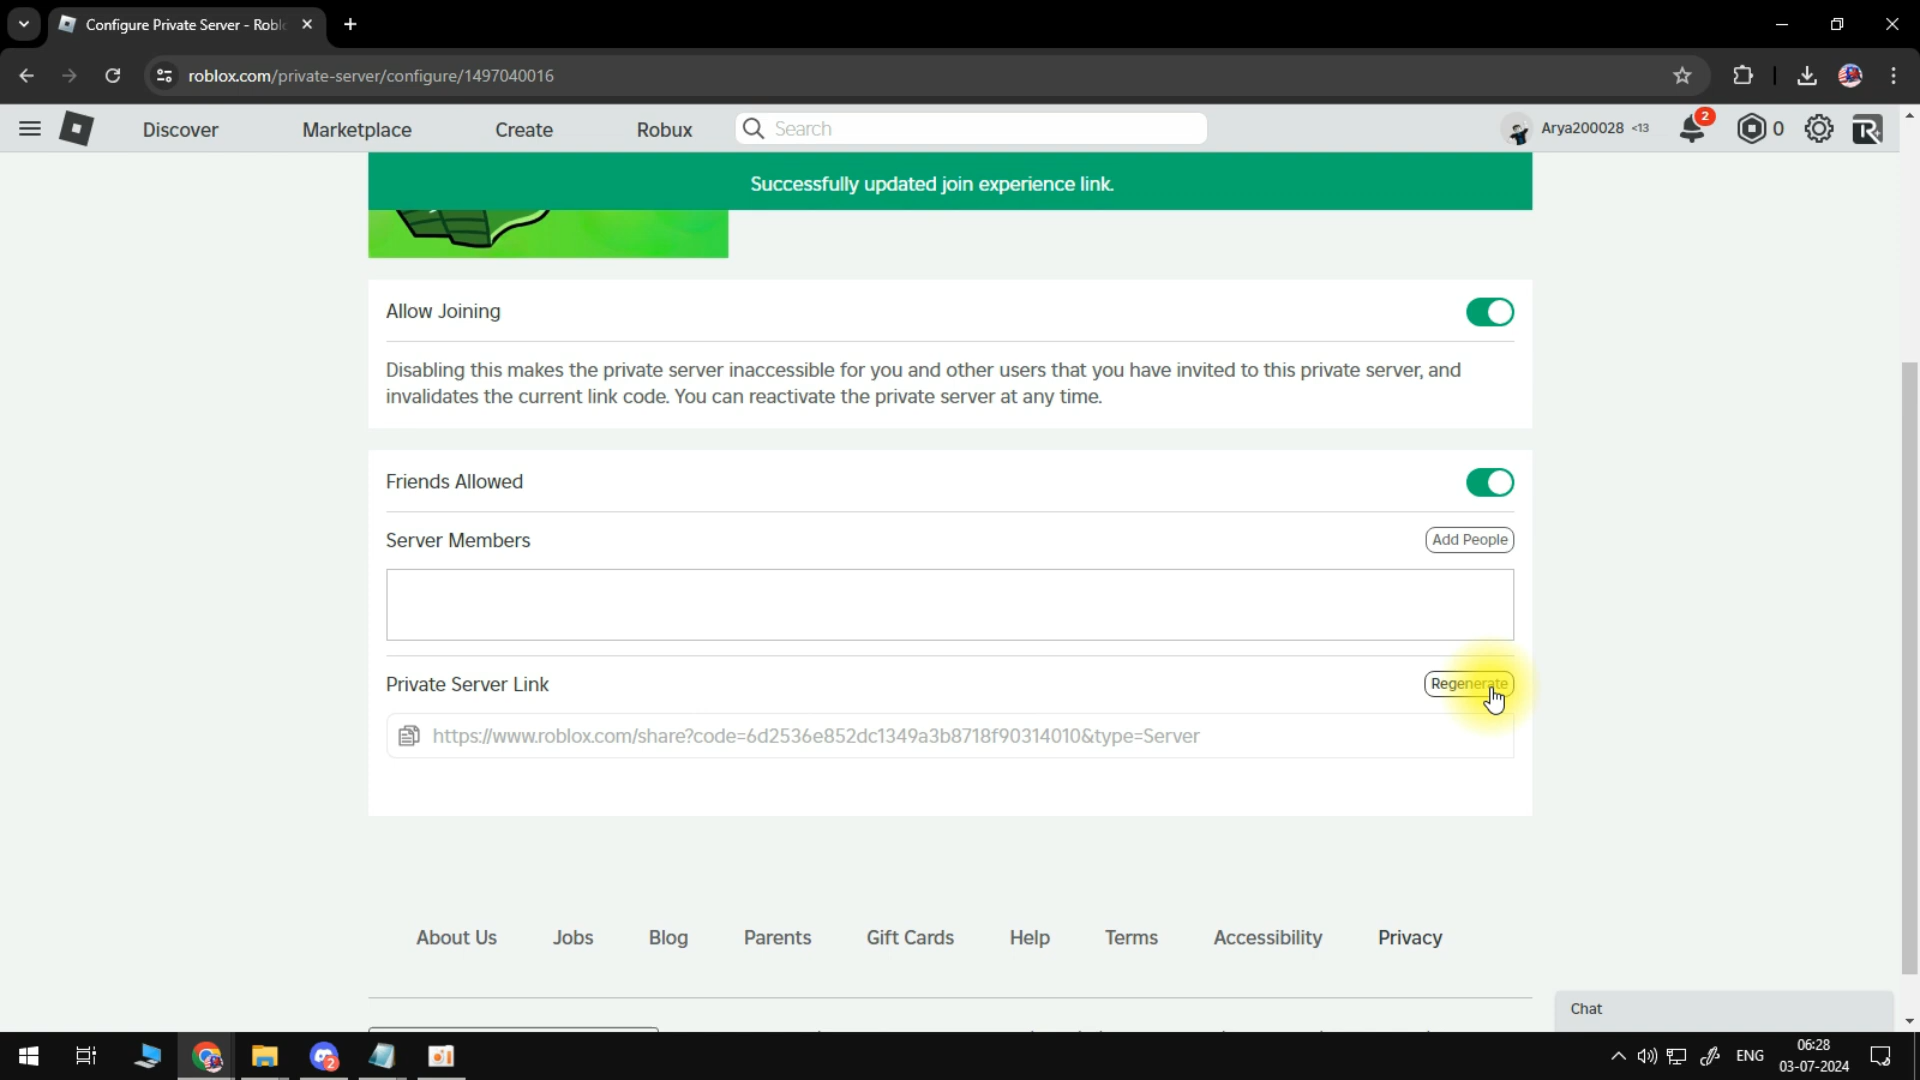 Configure Private Server - Robl
roblox.com/private-server/configure/1497040016
Discover
Marketplace
Create
Robux
Search
Arya200028 <13
2
0
Successfully updated join experience link.
Allow Joining
Disabling this makes the private server inaccessible for you and other users that you have invited to this private server, and
invalidates the current link code. You can reactivate the private server at any time.
Friends Allowed
Server Members
Add People
Private Server Link
Regenerate
https://www.roblox.com/share?code=6d2536e852dc1349a3b8718f90314010&type=Server
About Us
Jobs
Blog
Parents
Gift Cards
Help
Terms
Accessibility
Privacy
Chat
2
ENG
06:28
03-07-2024